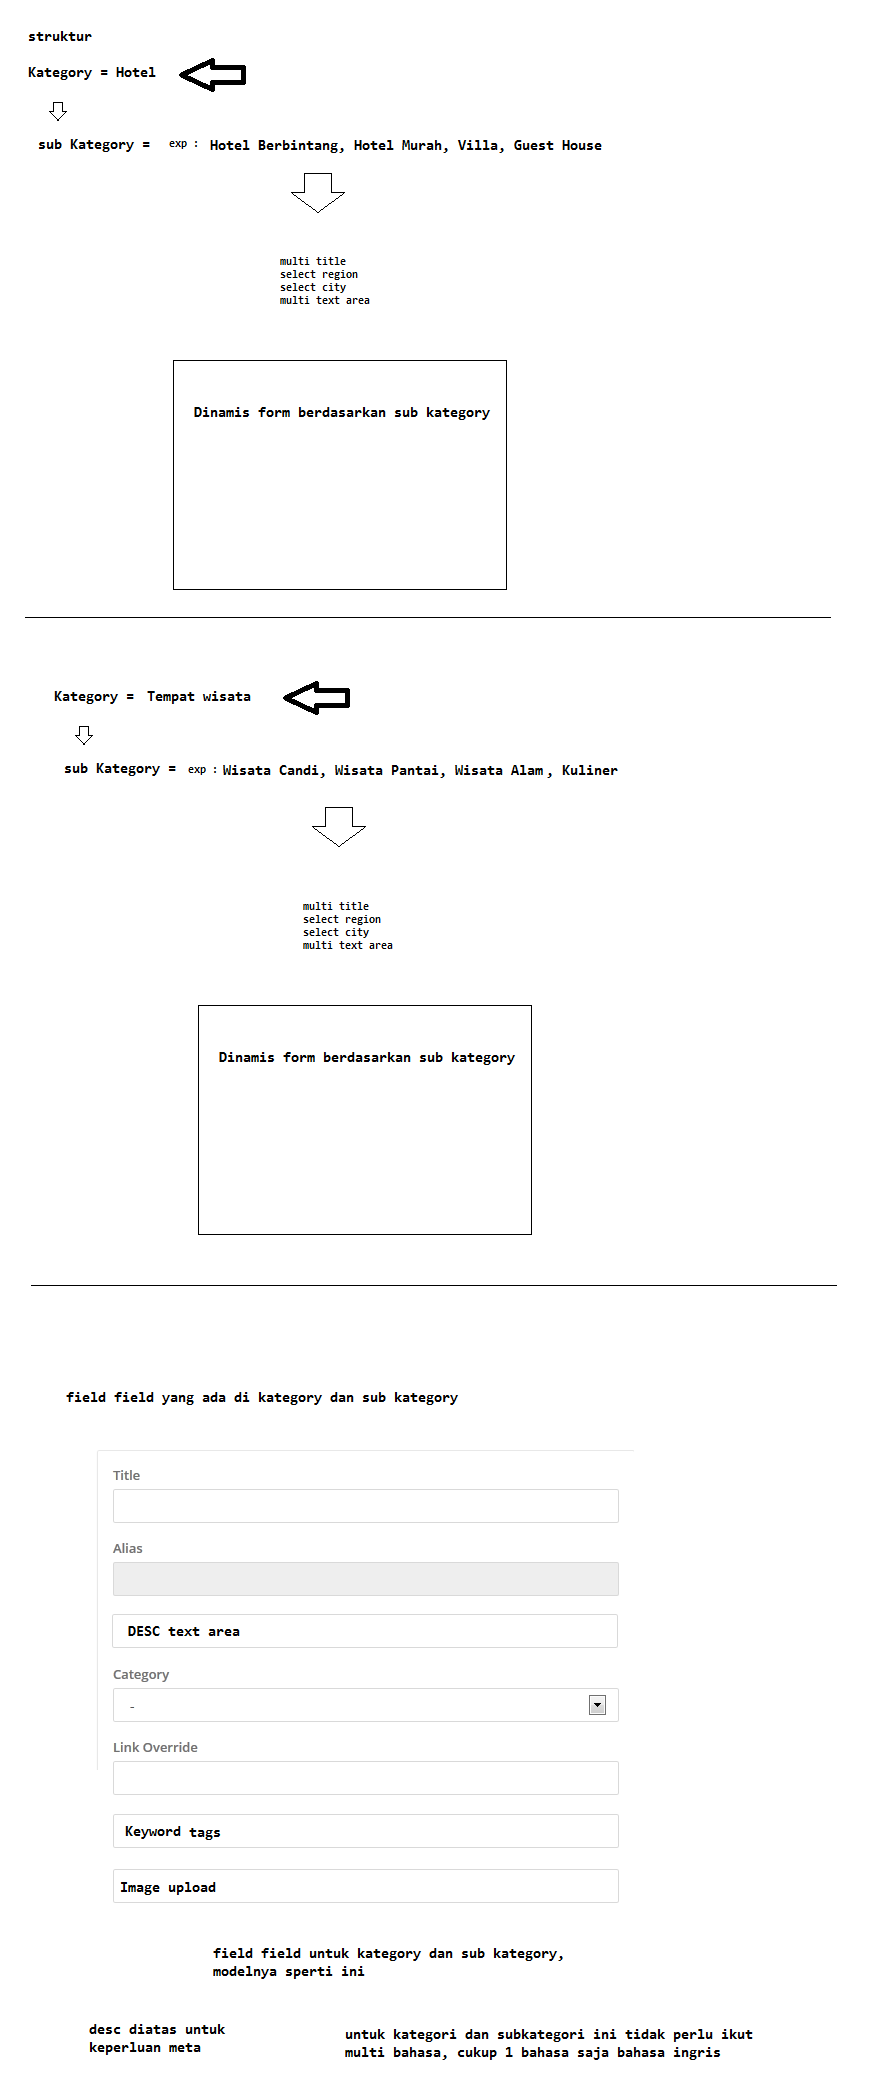 struktur
Kategory = Hotel
sub Kategory = exp : Hotel Berbintang, Hotel Murah, Villa, Guest House
multi title
select region
select city
multi text area
Dinamis form berdasarkan sub kategory
Kategory = Tempat wisata
sub Kategory = exp : Wisata Candi, Wisata Pantai, Wisata Alam , Kuliner
multi title
select region
select city
multi text area
Dinamis form berdasarkan sub kategory
field field yang ada di kategory dan sub kategory
Title
Alias
DESC text area
Category
-
Link Override
Keyword tags
Image upload
field field untuk kategory dan sub kategory,
modelnya sperti ini
desc diatas untuk
keperluan meta
untuk kategori dan subkategori ini tidak perlu ikut
multi bahasa, cukup 1 bahasa saja bahasa ingris